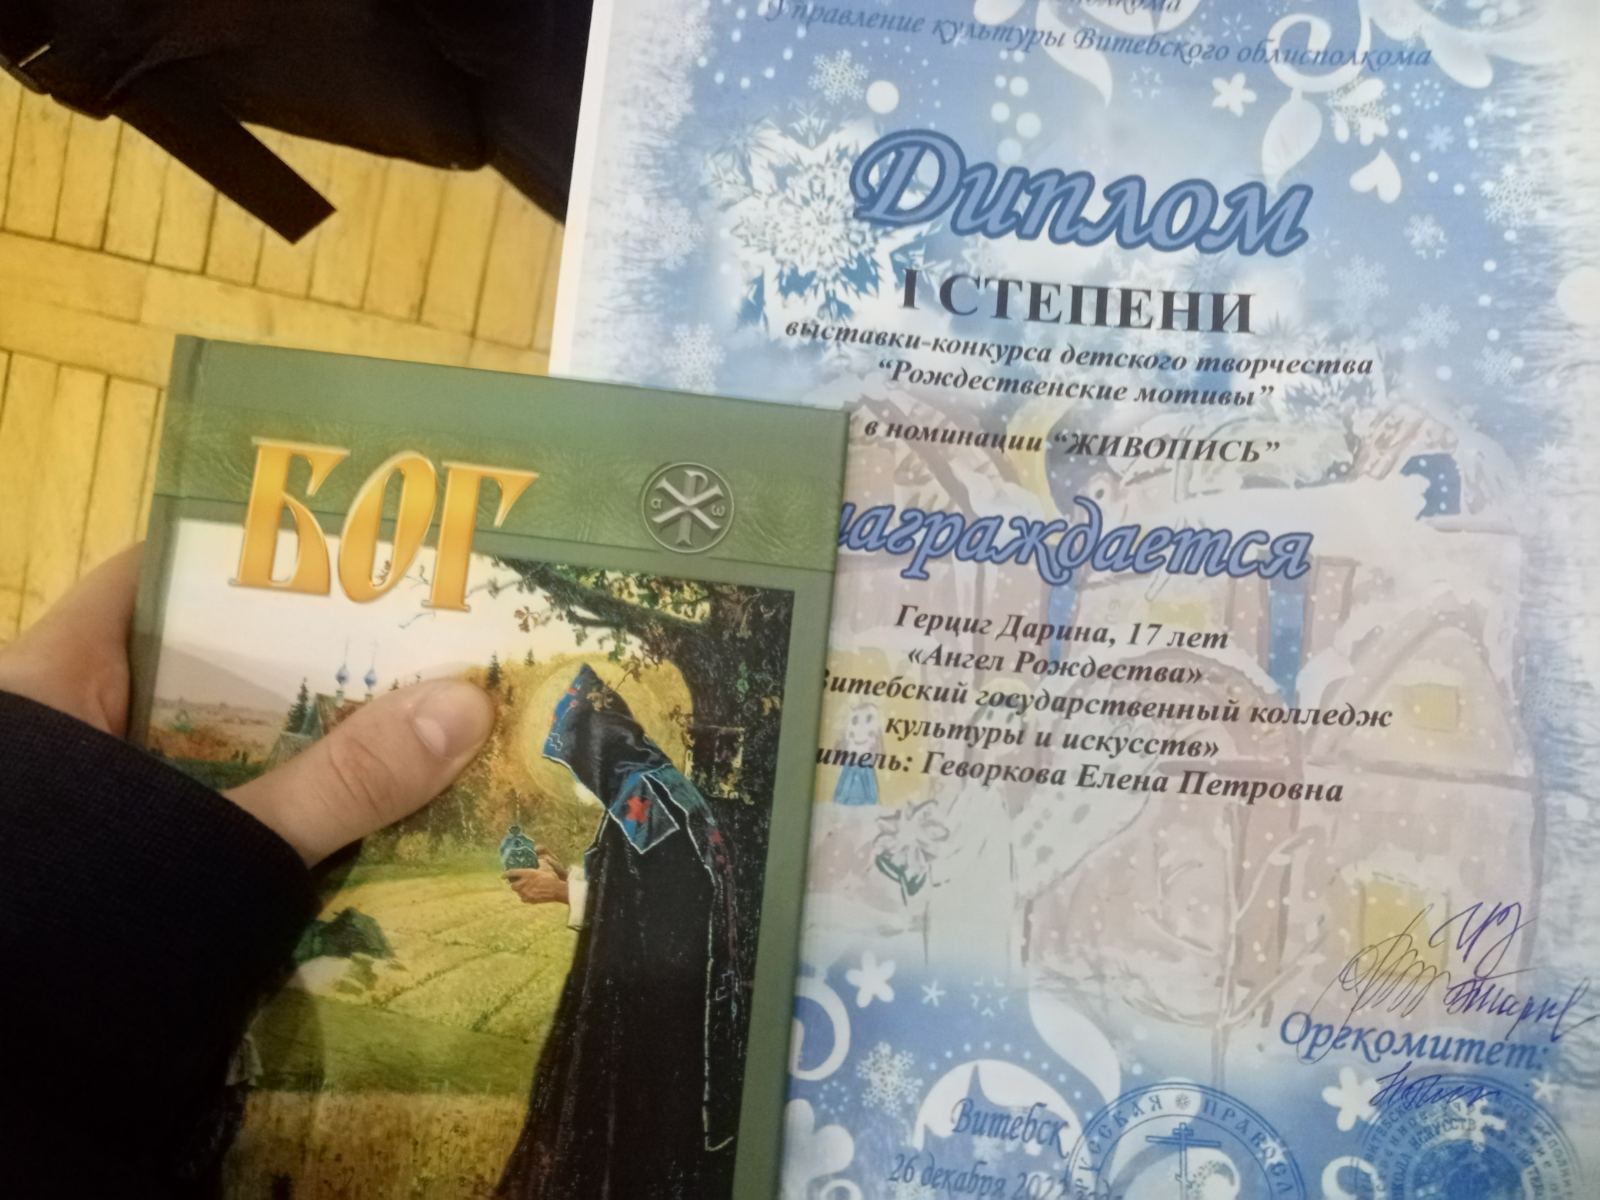 Управление культуры Витебского облисполкома
Диплом
I СТЕПЕНИ
выставки-конкурса детского творчества
“Рождественские мотивы”
в номинации “ЖИВОПИСЬ”
награждается
Герциг Дарина, 17 лет
«Ангел Рождества»
Витебский государственный колледж
культуры и искусств»
Геворкова Елена Петровна
Оргкомитет:
Витебск
26 декабря
БОГ
α ω